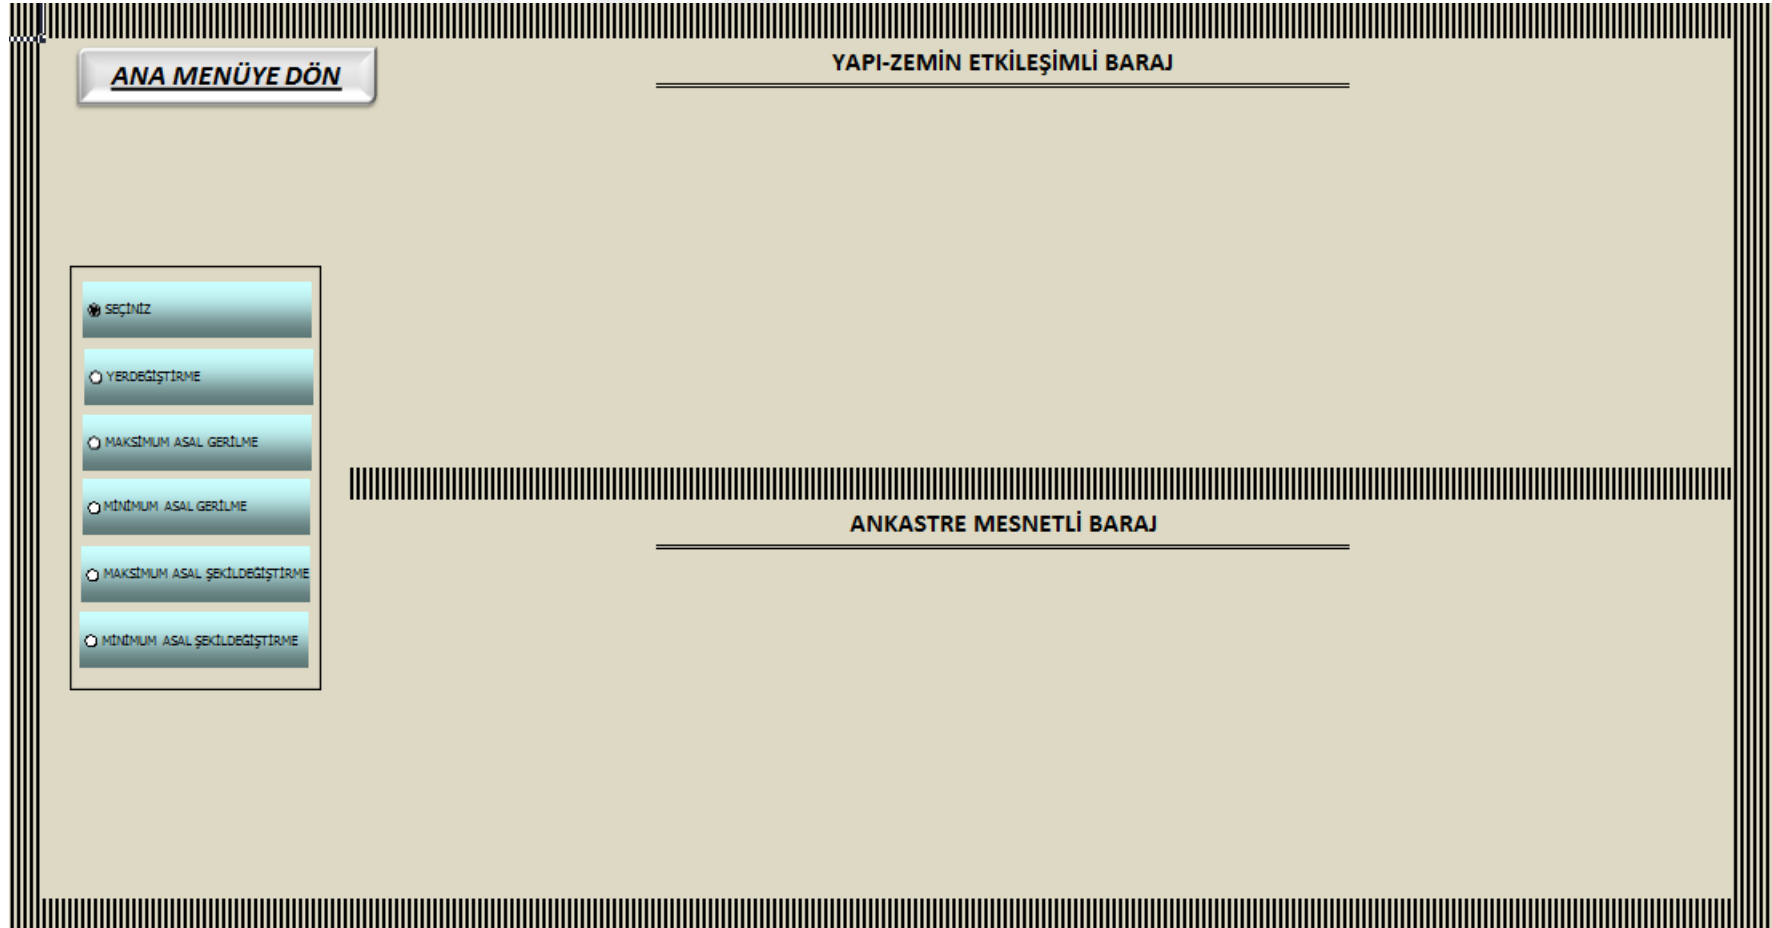 ANA MENÜYE DÖN
YAPI-ZEMİN ETKİLEŞİMLİ BARAJ
SEÇİNİZ
YERDEĞİŞTİRME
MAKSİMUM ASAL GERİLME
MİNİMUM ASAL GERİLME
MAKSİMUM ASAL ŞEKİLDEĞİŞTİRME
MİNİMUM ASAL ŞEKİLDEĞİŞTİRME
ANKASTRE MESNETLİ BARAJ